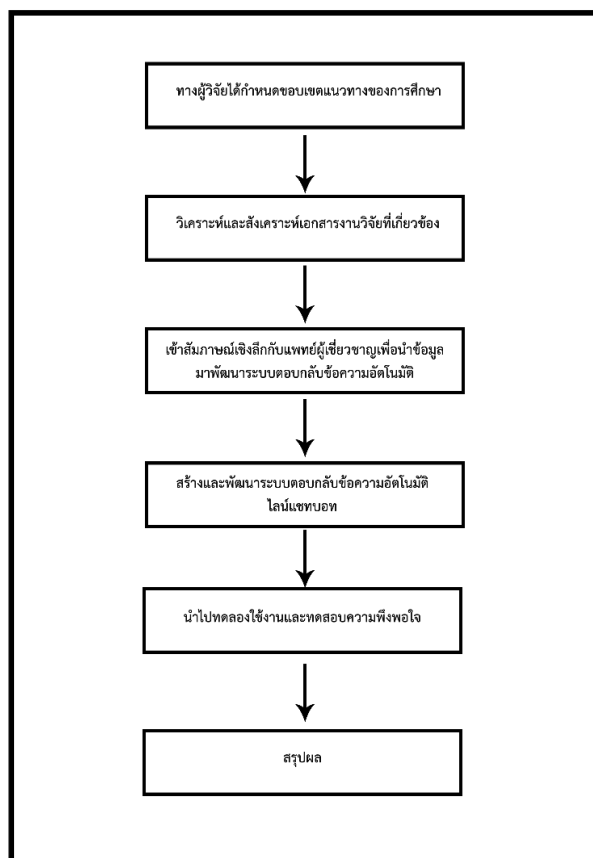 ทางผู้วิจัยได้กำหนดขอบเขตแนวทางของการศึกษา
วิเคราะห์และสังเคราะห์เอกสารงานวิจัยที่เกี่ยวข้อง
เข้าสัมภาษณ์เชิงลึกกับแพทย์ผู้เชี่ยวชาญเพื่อนำข้อมูล
มาพัฒนาระบบตอบกลับข้อความอัตโนมัติ
สร้างและพัฒนาระบบตอบกลับข้อความอัตโนมัติ
ไลน์แชทบอท
นำไปทดลองใช้งานและทดสอบความพึงพอใจ
สรุปผล